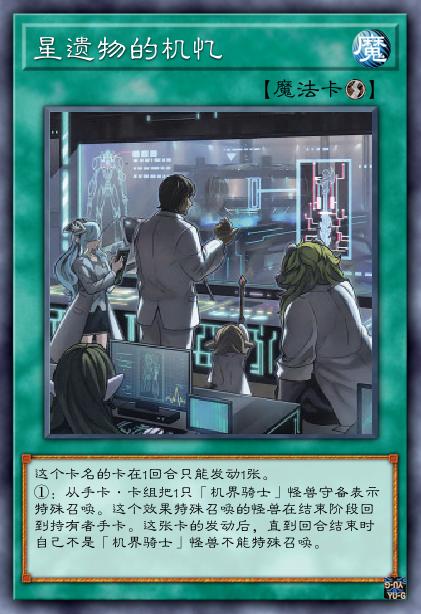 星遗物的机忆
魔
【魔法卡】
这个卡名的卡在1回合只能发动1张。
①：从手卡·卡组把1只「机界骑士」怪兽守备表示
特殊召唤。这个效果特殊召唤的怪兽在结束阶段回
到持有者手卡。这张卡的发动后，直到回合结束时
自己不是「机界骑士」怪兽不能特殊召唤。
YU-G